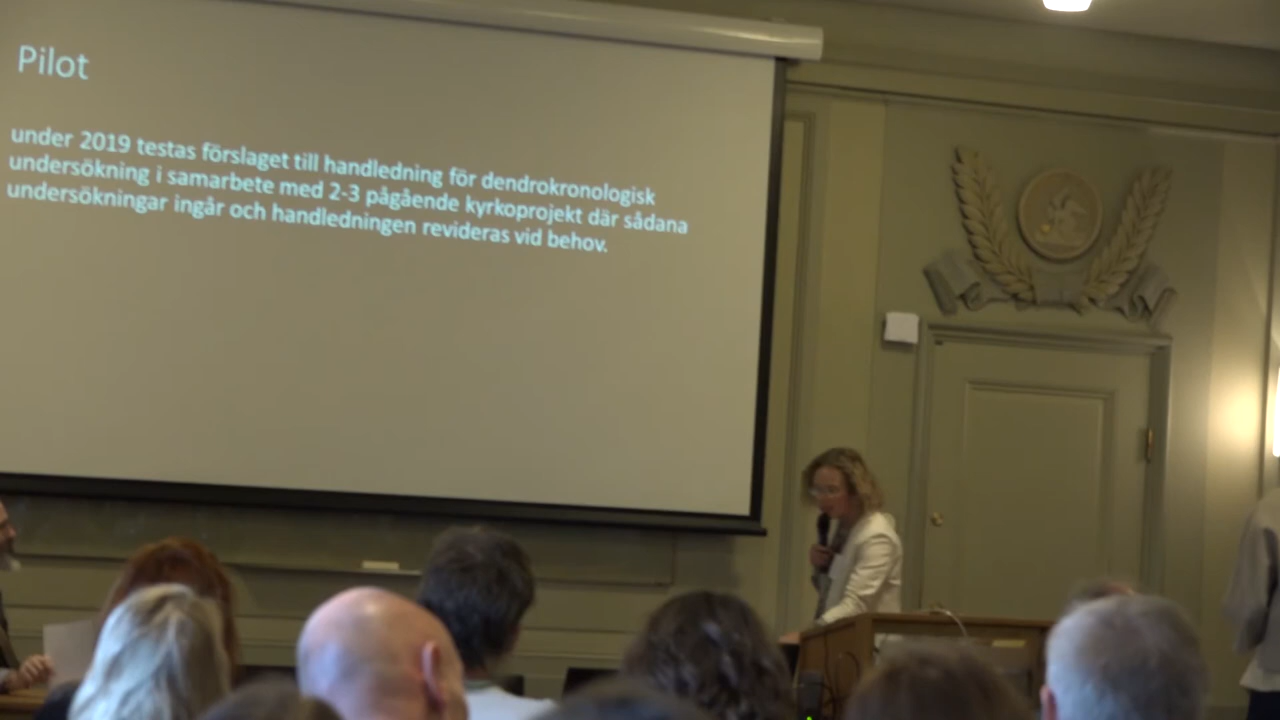 Pilot
under 2019 testas förslaget till handledning för dendrokronologisk
undersökning i samarbete med 2-3 pågående kyrkoprojekt där sådana
undersökningar ingår och handledningen revideras vid behov.